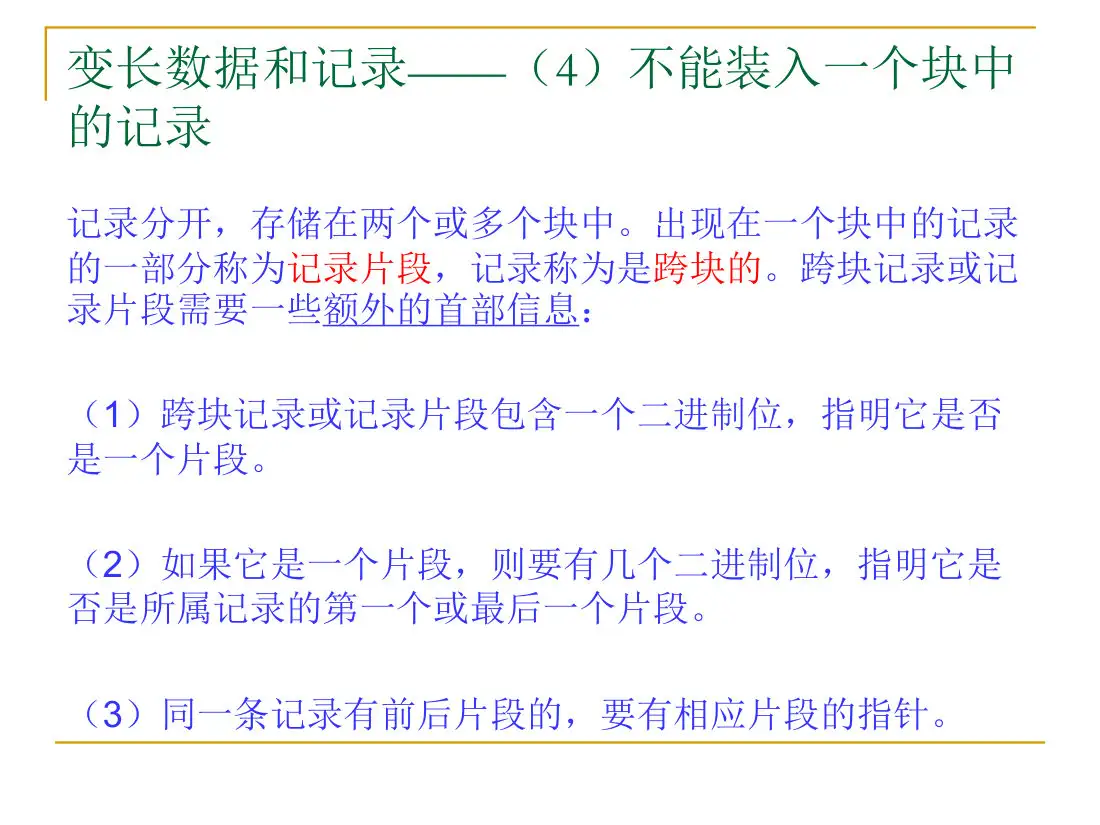 变长数据和记录——（4）不能装入一个块中
的记录
记录分开，存储在两个或多个块中。出现在一个块中的记录
的一部分称为记录片段，记录称为是跨块的。跨块记录或记
录片段需要一些额外的首部信息：
（1）跨块记录或记录片段包含一个二进制位，指明它是否
是一个片段。
（2）如果它是一个片段，则要有几个二进制位，指明它是
否是所属记录的第一个或最后一个片段。
（3）同一条记录有前后片段的，要有相应片段的指针。